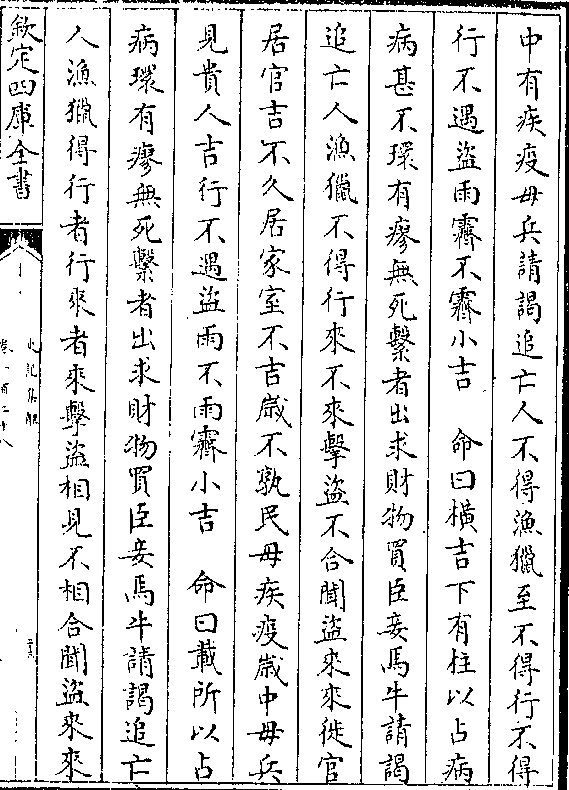 中有疾疫毋兵請謁追亡人不得漁獵至不得行不得
行不遇盜雨霽不霽小吉　命曰橫吉下有柱以占病
病甚不環有瘳無死繫者出求財物買臣妾馬牛請謁
追亡人漁獵不得行來不來擊盜不合聞盜來來徙官
居官吉不久居家室不吉歲不孰民毋疾疫歲中毋兵
見貴人吉行不遇盜雨不雨霽小吉　命曰載所以占
病環有瘳無死繫者出求財物買臣妾馬牛請謁追亡
人漁獵得行者行來者來擊盜相見不相合聞盜來來
欽定四庫全書
史記集解
卷一百二十八